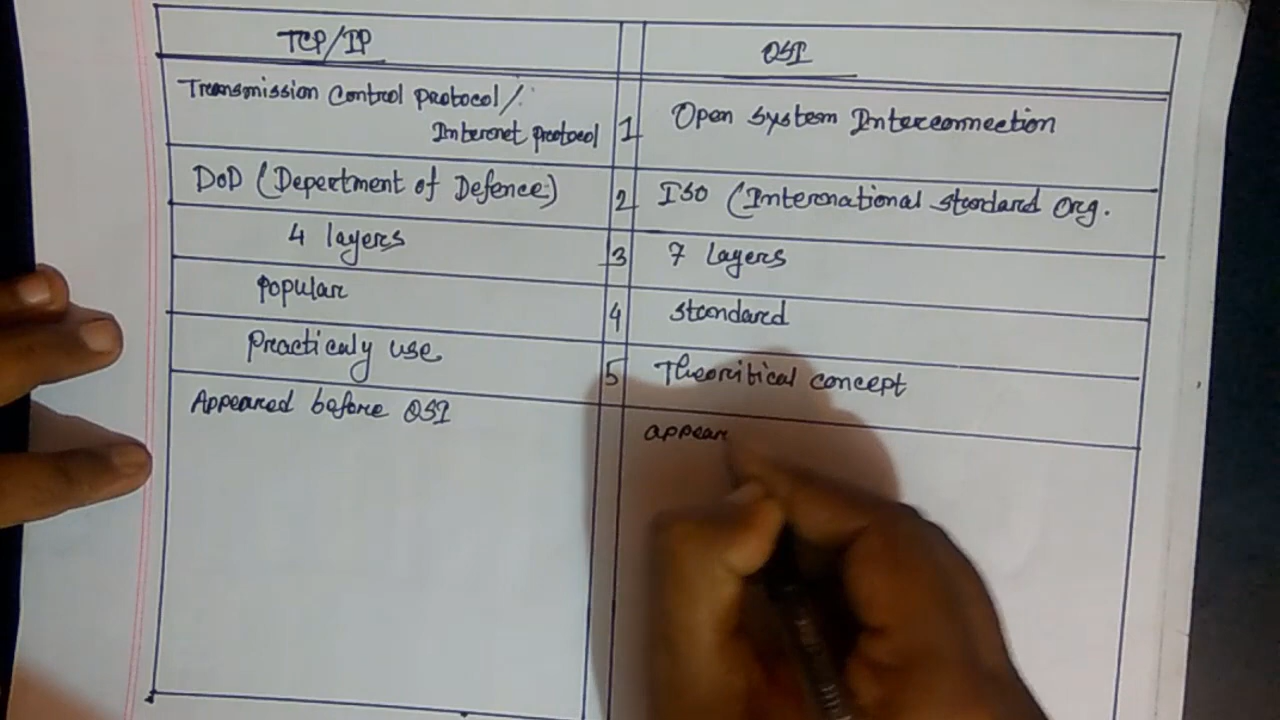 TCP/IP
OSI
Transmission Control Protocol/
Internet protocol
1
Open System Interconnection
DoD (Depertment of Defence)
2
ISO (International standard Org.
4 layers
3
7 Layers
popular
4
standard
Practicaly use
5
Theoritical concept
Appeared before OSI
appear